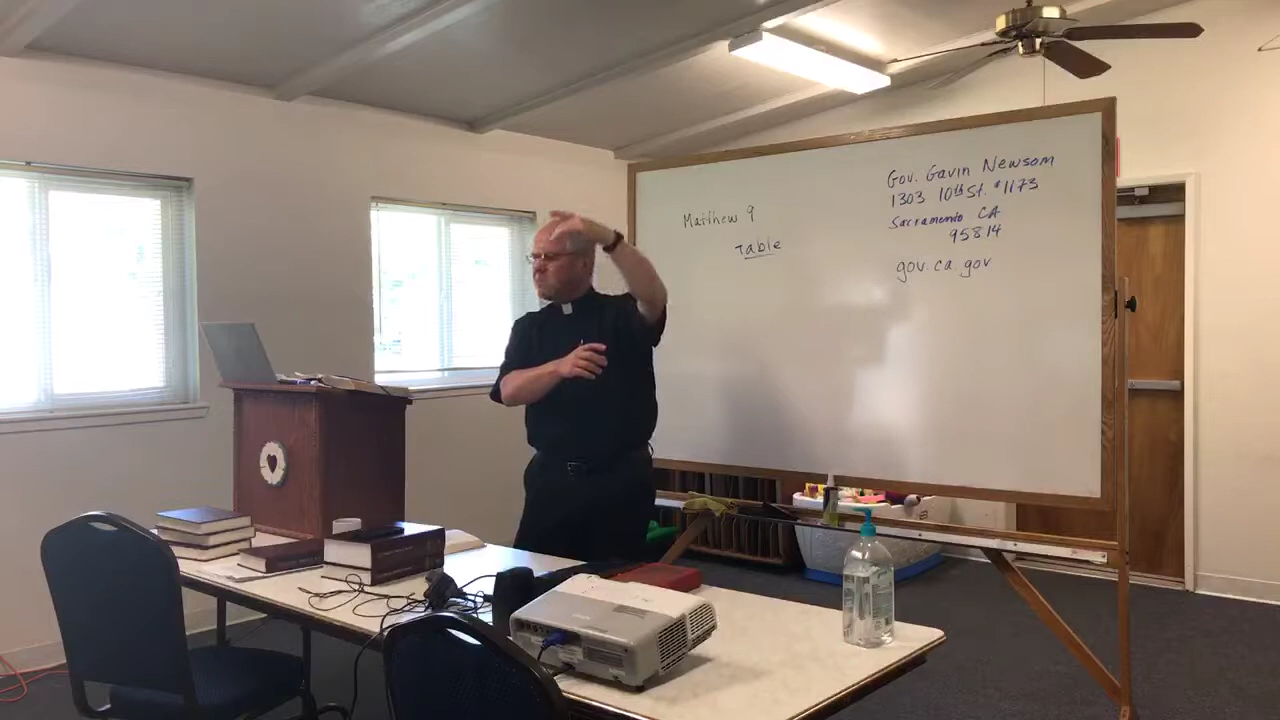 Matthew 9
Table
Gov. Gavin Newsom
1303 10th St. #1173
Sacramento CA
95814
gov.ca.gov